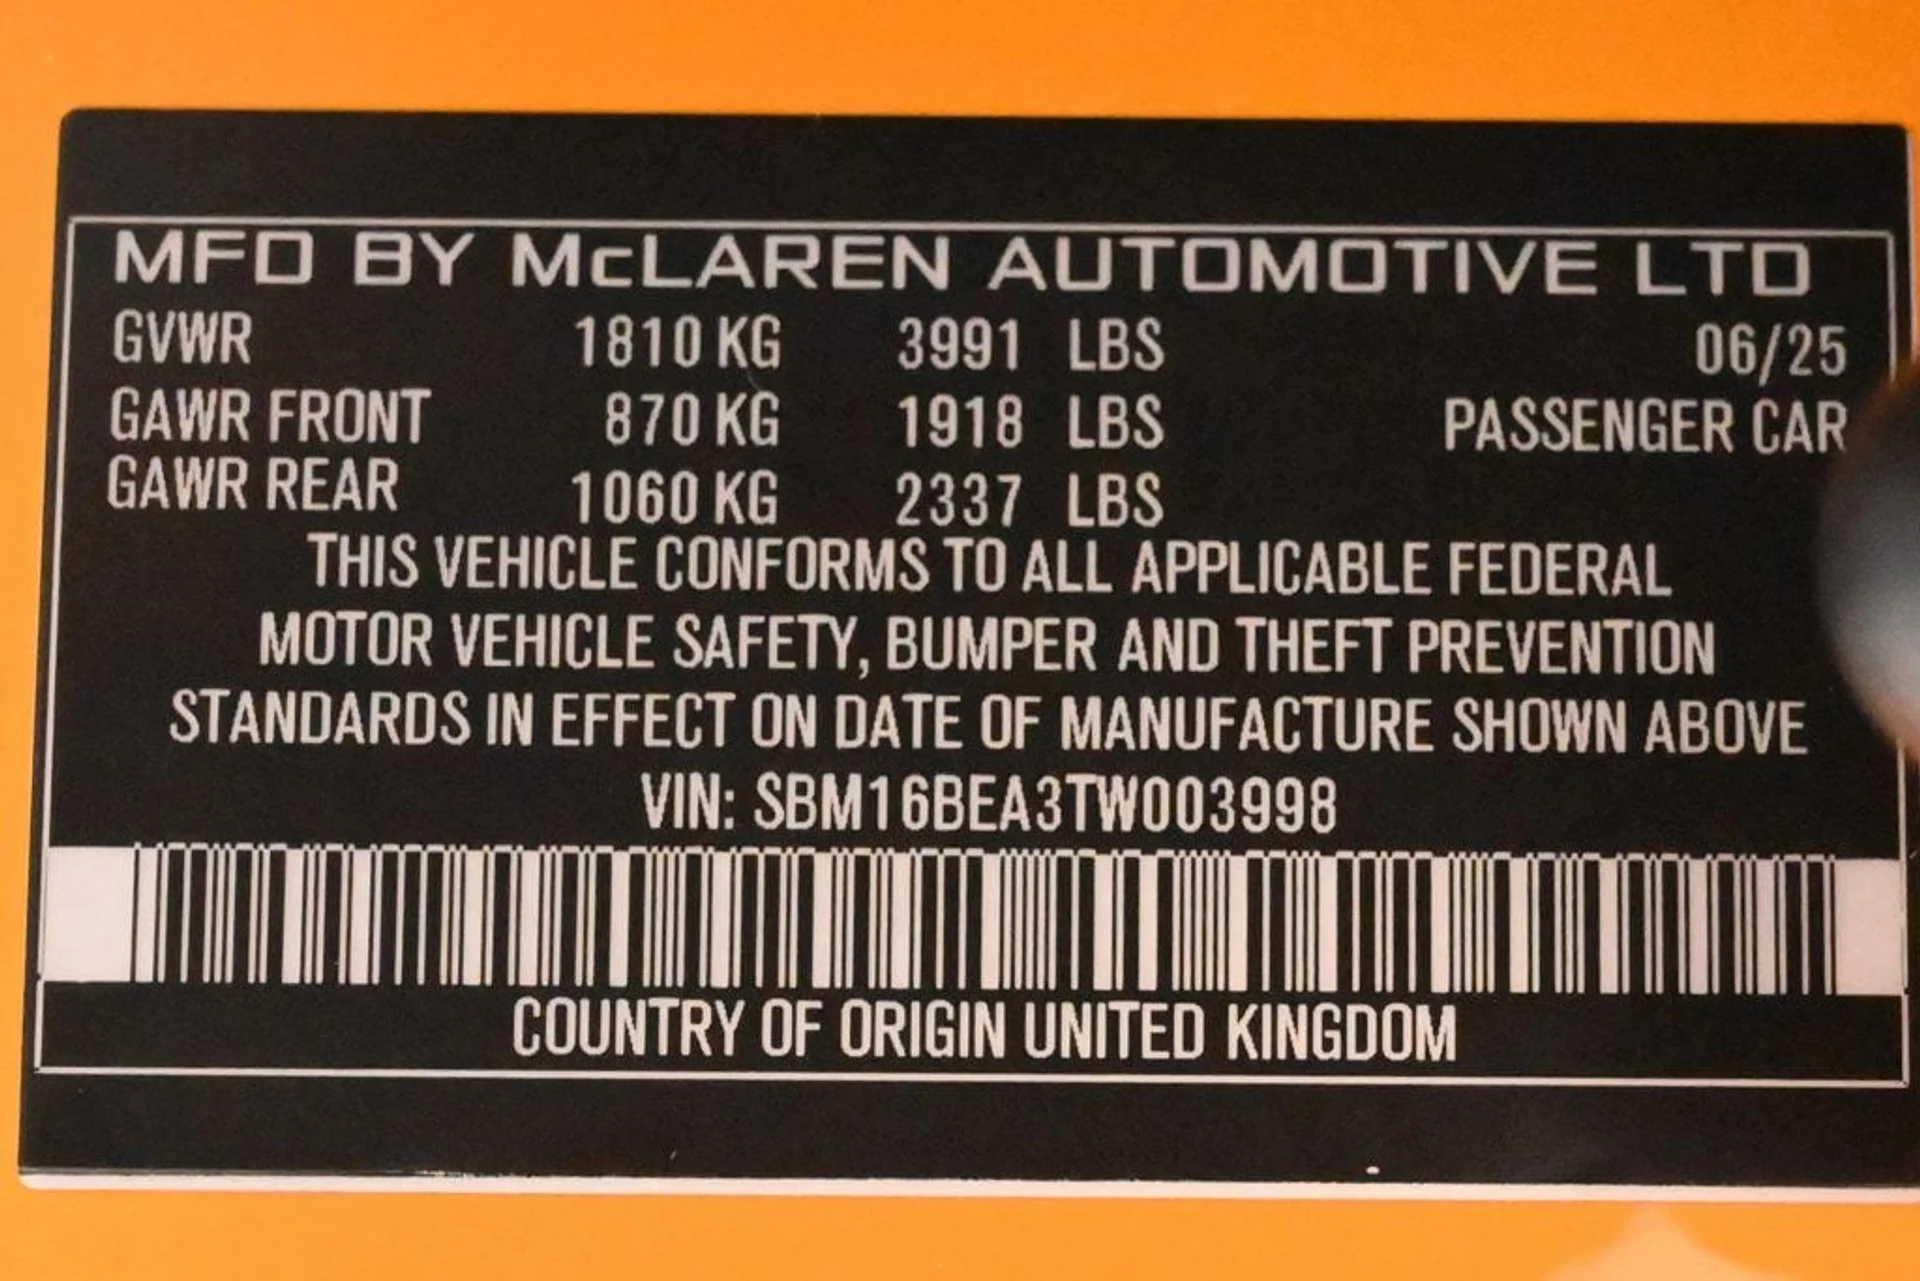 MFD BY McLAREN AUTOMOTIVE LTD
GVWR 1810 KG 3991 LBS 06/25
GAWR FRONT 870 KG 1918 LBS PASSENGER CAR
GAWR REAR 1060 KG 2337 LBS
THIS VEHICLE CONFORMS TO ALL APPLICABLE FEDERAL
MOTOR VEHICLE SAFETY, BUMPER AND THEFT PREVENTION
STANDARDS IN EFFECT ON DATE OF MANUFACTURE SHOWN ABOVE
VIN: SBM16BEA3TW003998
COUNTRY OF ORIGIN UNITED KINGDOM